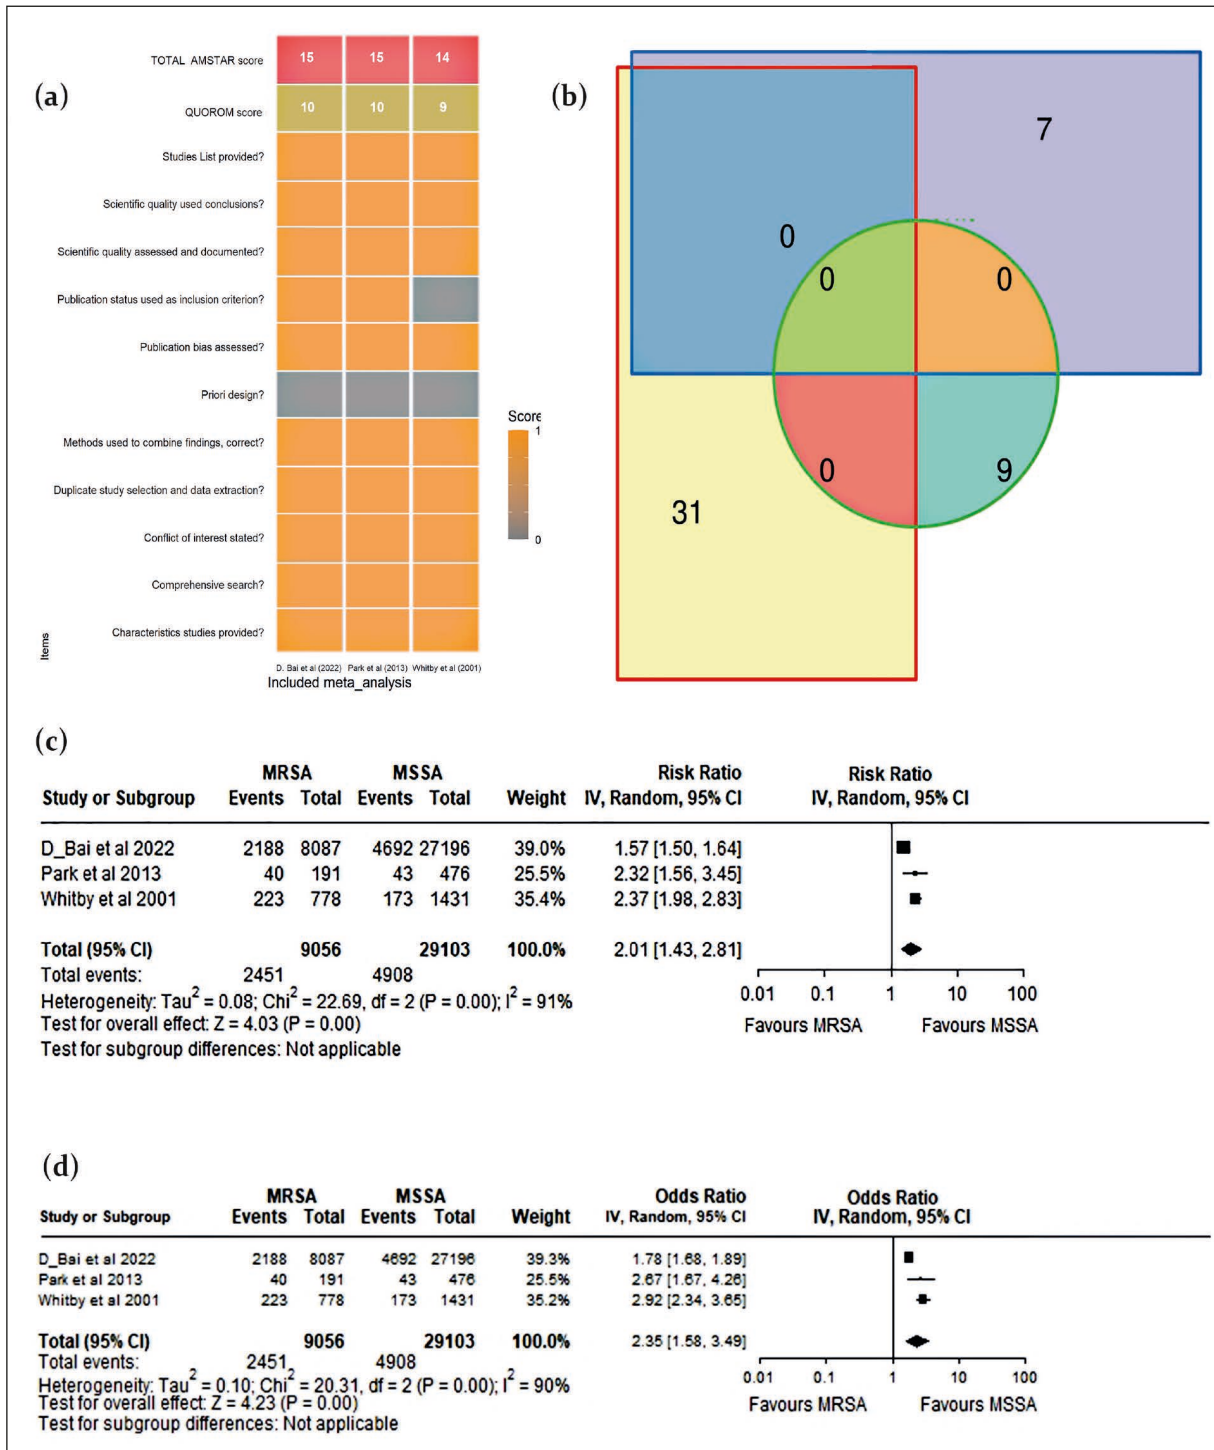 (a)
TOTAL AMSTAR score 15 15 14
QUOROM score 10 10 9
Studies List provided?
Scientific quality used conclusions?
Scientific quality assessed and documented?
Publication status used as inclusion criterion?
Publication bias assessed?
Priori design?
Methods used to combine findings, correct?
Duplicate study selection and data extraction?
Conflict of interest stated?
Comprehensive search?
Characteristics studies provided?
Items
D. Bai et al (2022) Park et al (2013) Whitby et al (2001)
Included meta_analysis
Score
1
0
(b)
7
0
0 0
0 9
31
(c)
MRSA MSSA Risk Ratio Risk Ratio
Study or Subgroup Events Total Events Total Weight IV, Random, 95% CI IV, Random, 95% CI
D_Bai et al 2022 2188 8087 4692 27196 39.0% 1.57 [1.50, 1.64]
Park et al 2013 40 191 43 476 25.5% 2.32 [1.56, 3.45]
Whitby et al 2001 223 778 173 1431 35.4% 2.37 [1.98, 2.83]
Total (95% CI) 9056 29103 100.0% 2.01 [1.43, 2.81]
Total events: 2451 4908
Heterogeneity: Tau² = 0.08; Chi² = 22.69, df = 2 (P = 0.00); I² = 91%
Test for overall effect: Z = 4.03 (P = 0.00)
Test for subgroup differences: Not applicable
0.01 0.1 1 10 100
Favours MRSA Favours MSSA
(d)
MRSA MSSA Odds Ratio Odds Ratio
Study or Subgroup Events Total Events Total Weight IV, Random, 95% CI IV, Random, 95% CI
D_Bai et al 2022 2188 8087 4692 27196 39.3% 1.78 [1.68, 1.89]
Park et al 2013 40 191 43 476 25.5% 2.67 [1.67, 4.26]
Whitby et al 2001 223 778 173 1431 35.2% 2.92 [2.34, 3.65]
Total (95% CI) 9056 29103 100.0% 2.35 [1.58, 3.49]
Total events: 2451 4908
Heterogeneity: Tau² = 0.10; Chi² = 20.31, df = 2 (P = 0.00); I² = 90%
Test for overall effect: Z = 4.23 (P = 0.00)
Test for subgroup differences: Not applicable
0.01 0.1 1 10 100
Favours MRSA Favours MSSA